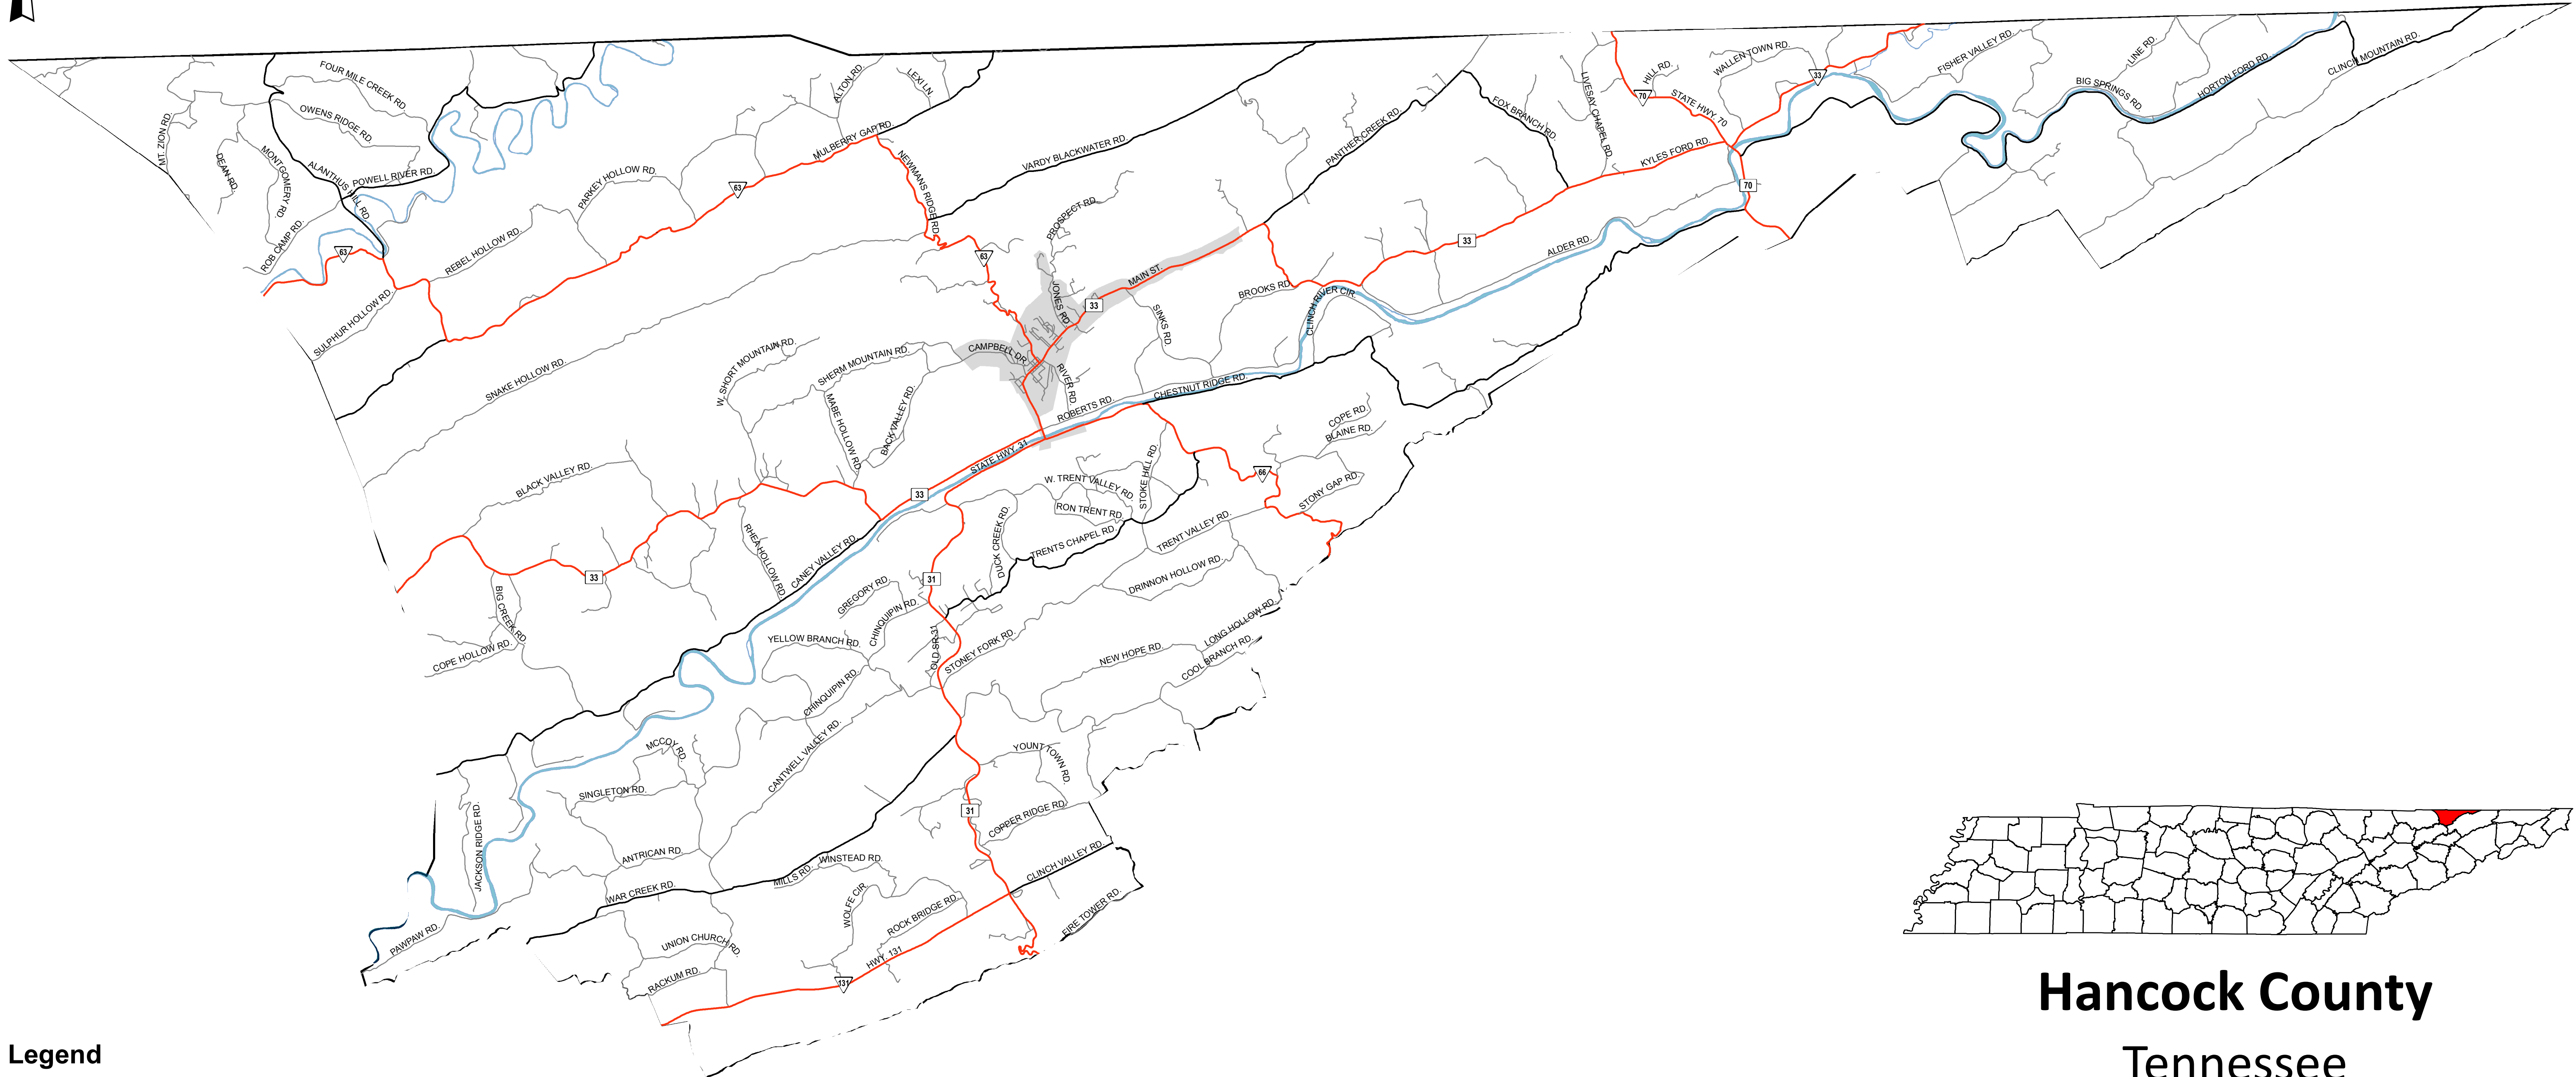 FOUR MILE CREEK RD
OWENS RIDGE RD.
MT. ZION RD.
DEAN RD.
MONTGOMERY RD
ALANTHUS HILL RD.
POWELL RIVER RD.
ROB CAMP RD.
63
SULPHUR HOLLOW RD.
REBEL HOLLOW RD.
PARKEY HOLLOW RD.
63
MULBERRY GAP RD.
ALTON RD.
LEXI LN
NEWMANS RIDGE RD.
VARDY BLACKWATER RD
63
PROSPECT RD.
JONES RD.
33
MAIN ST.
PANTHER CREEK RD.
FOX BRANCH RD.
LIVESAY CHAPEL RD.
HILL RD.
70
STATE HWY 70
WALLEN TOWN RD.
33
FISHER VALLEY RD.
LINE RD.
BIG SPRINGS RD.
HORTON FORD RD.
CLINCH MOUNTAIN RD.
KYLES FORD RD.
70
33
ALDER RD.
BROOKS RD.
CLINCH RIVER CIR.
SINKS RD.
CHESTNUT RIDGE RD.
ROBERTS RD.
RIVER RD.
CAMPBELL DR.
SNAKE HOLLOW RD.
W. SHORT MOUNTAIN RD.
SHERM MOUNTAIN RD.
MABE HOLLOW RD.
BACK VALLEY RD.
STATE HWY. 31
33
BLACK VALLEY RD.
33
RHEA HOLLOW RD.
CANEY VALLEY RD.
BIG CREEK RD.
COPE HOLLOW RD.
COPE RD.
BLAINE RD.
66
STONY GAP RD.
W. TRENT VALLEY RD.
STOKE HILL RD.
RON TRENT RD.
TRENTS CHAPEL RD.
TRENT VALLEY RD.
DUCK CREEK RD.
DRINNON HOLLOW RD.
31
GREGORY RD.
CHINQUIPIN RD.
YELLOW BRANCH RD.
OLD SR 31
STONEY FORK RD.
CHINQUIPIN RD.
LONG HOLLOW RD.
NEW HOPE RD.
COOL BRANCH RD.
MCCOY RD.
CANTWELL VALLEY RD.
SINGLETON RD.
YOUNT TOWN RD.
31
COPPER RIDGE RD.
JACKSON RIDGE RD.
ANTRICAN RD.
WINSTEAD RD.
MILLS RD.
CLINCH VALLEY RD.
WAR CREEK RD.
WOLFE CIR
ROCK BRIDGE RD.
FIRE TOWER RD.
PAWPAW RD.
UNION CHURCH RD.
HWY. 131
RACKUM RD.
131
Hancock County
Tennessee
Legend